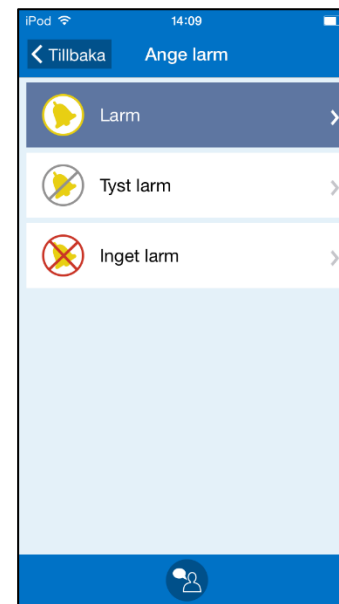 iPod 14:09
Tillbaka Ange larm
Larm
Tyst larm
Inget larm